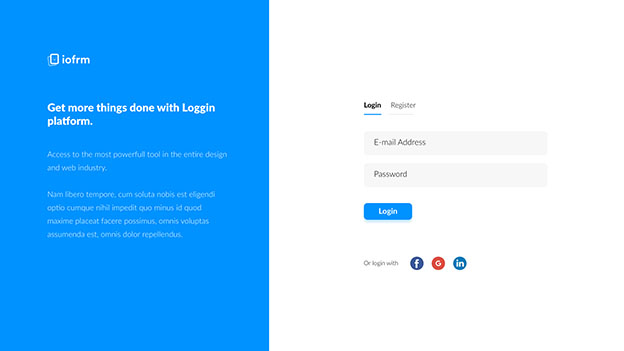 iofrm
Get more things done with Loggin
platform.
Access to the most powerfull tool in the entire design
and web industry.
Nam libero tempore, cum soluta nobis est eligendi
optio cumque nihil impedit quo minus id quod
maxime placeat facere possimus, omnis voluptas
assumenda est, omnis dolor repellendus.
Login Register
E-mail Address
Password
Login
Or login with f G in